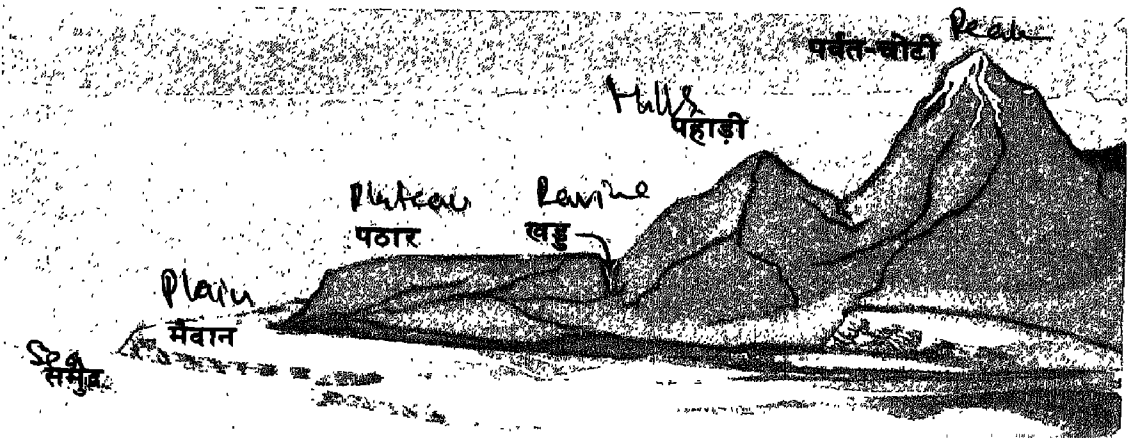 Peak
पर्वत-चोटी
Hills
पहाड़ी
Plateau
पठार
Ravine
खड्ड
Plain
मैदान
Sea
समुद्र